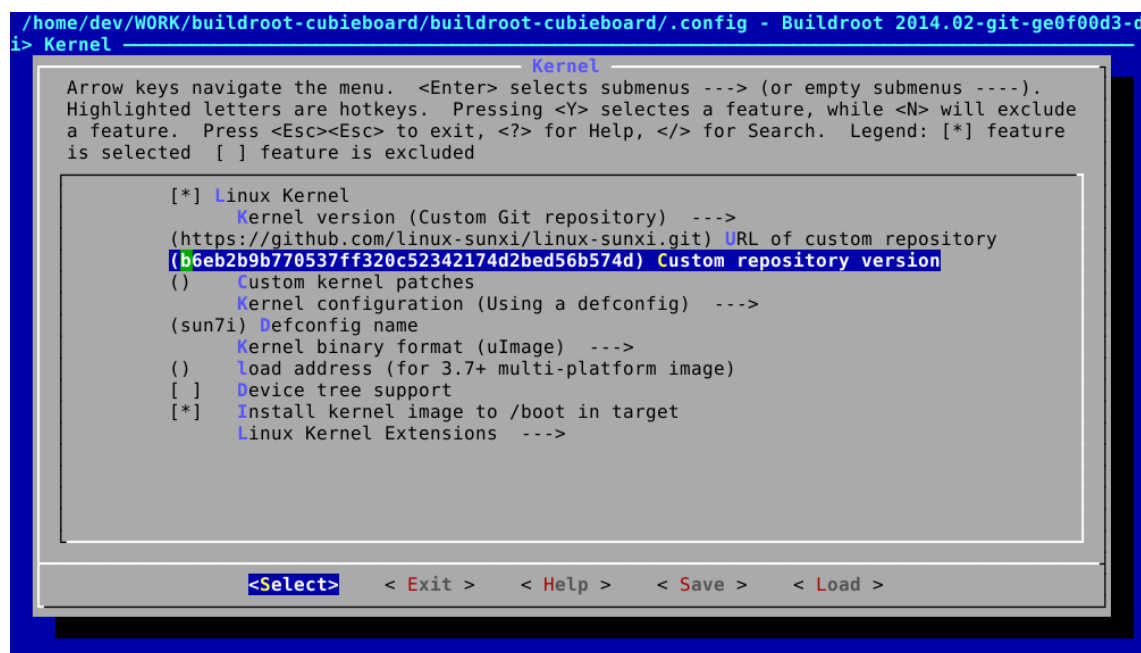 /home/dev/WORK/buildroot-cubieboard/buildroot-cubieboard/.config - Buildroot 2014.02-git-ge0f00d3-d
i> Kernel
Kernel
Arrow keys navigate the menu.  <Enter> selects submenus ---> (or empty submenus ----).
Highlighted letters are hotkeys.  Pressing <Y> selectes a feature, while <N> will exclude
a feature.  Press <Esc><Esc> to exit, <?> for Help, </> for Search.  Legend: [*] feature
is selected  [ ] feature is excluded
[*] Linux Kernel
Kernel version (Custom Git repository)  --->
(https://github.com/linux-sunxi/linux-sunxi.git) URL of custom repository
(b6eb2b9b770537ff320c52342174d2bed56b574d) Custom repository version
()    Custom kernel patches
Kernel configuration (Using a defconfig)  --->
(sun7i) Defconfig name
Kernel binary format (uImage)  --->
()    load address (for 3.7+ multi-platform image)
[ ]   Device tree support
[*]   Install kernel image to /boot in target
Linux Kernel Extensions  --->
<Select>    < Exit >    < Help >    < Save >    < Load >